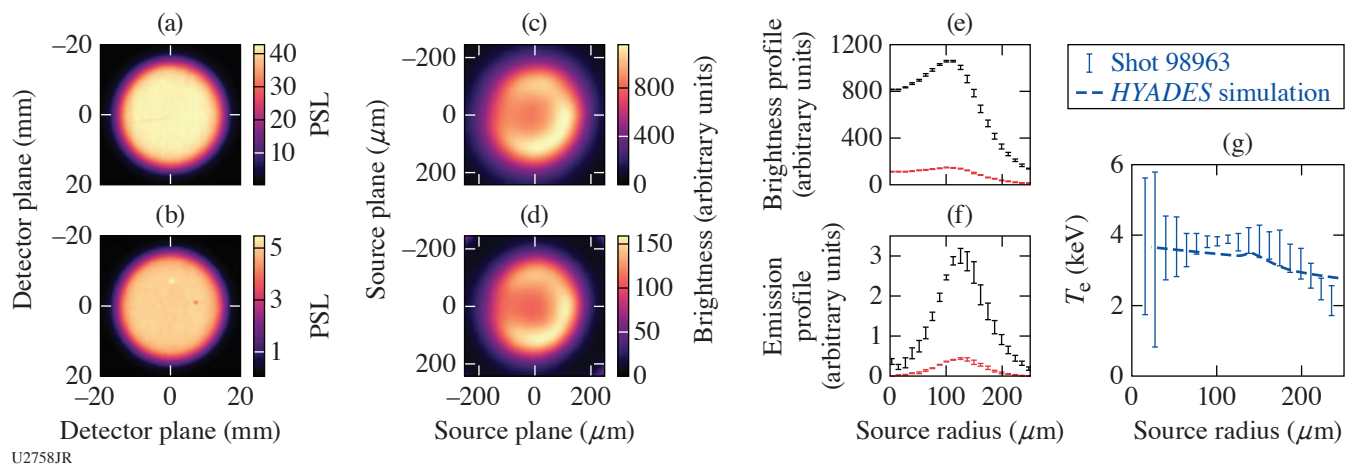 (a)
−20
0
20
Detector plane (mm)
40
30
20
10
PSL
(b)
−20
0
20
−20
0
20
Detector plane (mm)
5
3
1
PSL
(c)
−200
0
200
Source plane (μm)
800
400
0
(d)
−200
0
200
−200
0
200
Source plane (μm)
150
100
50
0
Brightness (arbitrary units)
(e)
1200
800
400
0
Brightness profile
(arbitrary units)
(f)
3
2
1
0
Emission
profile
(arbitrary units)
0
100
200
Source radius (μm)
Shot 98963
HYADES simulation
(g)
6
4
2
0
Te (keV)
0
100
200
Source radius (μm)
U2758JR